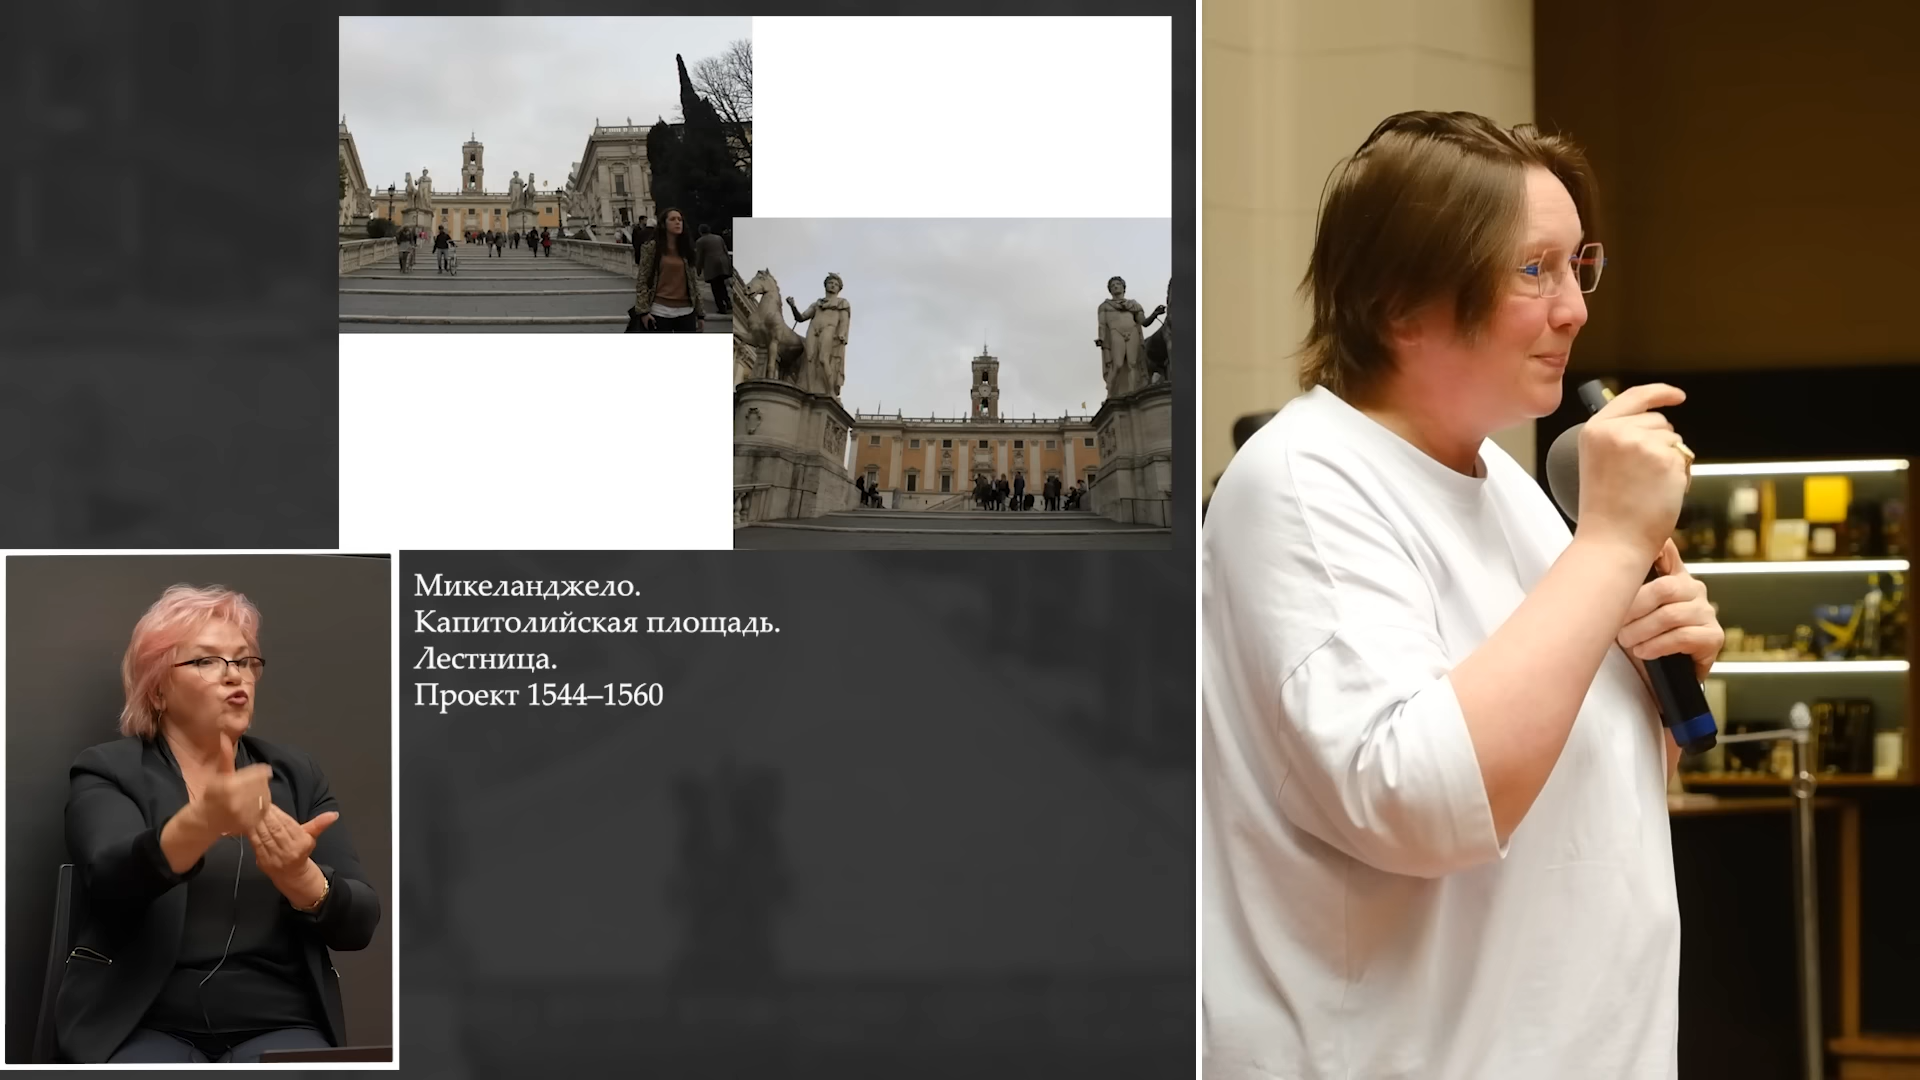 Микеланджело.
Капитолийская площадь.
Лестница.
Проект 1544–1560